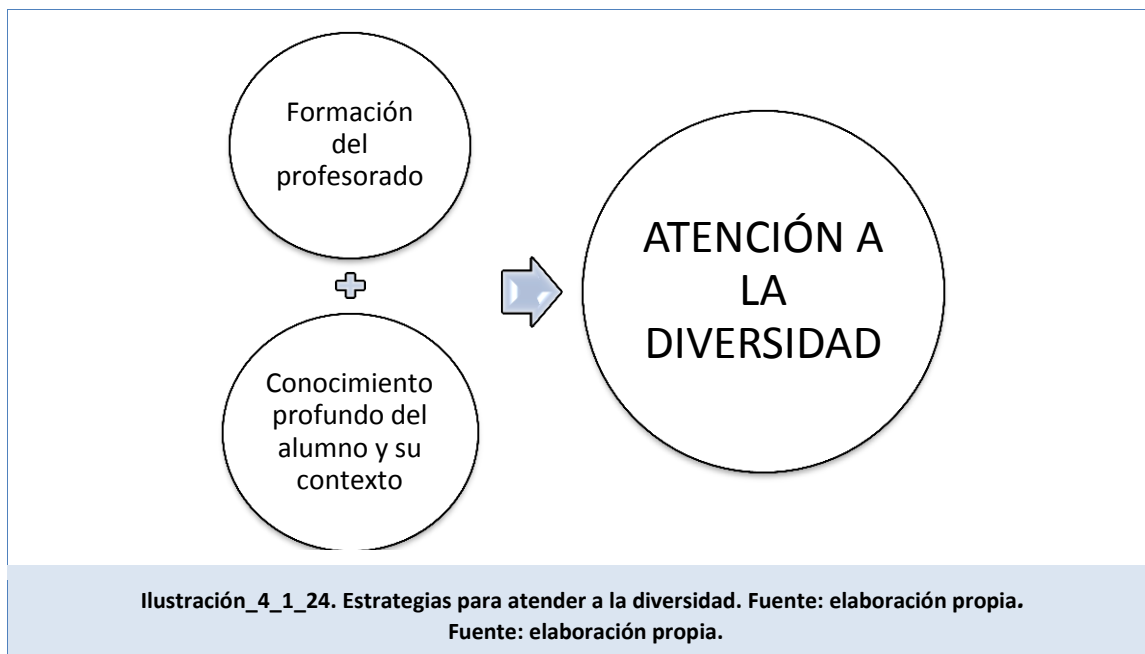 Formación
del
profesorado
Conocimiento
profundo del
alumno y su
contexto
ATENCIÓN A
LA
DIVERSIDAD
Ilustración_4_1_24. Estrategias para atender a la diversidad. Fuente: elaboración propia.
Fuente: elaboración propia.